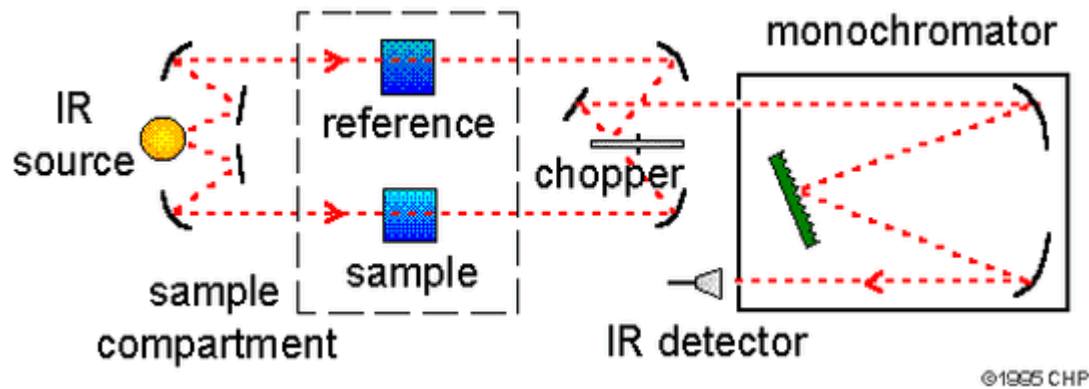 monochromator
IR
source
reference
chopper
sample
sample
compartment
IR detector
©1995 CHP